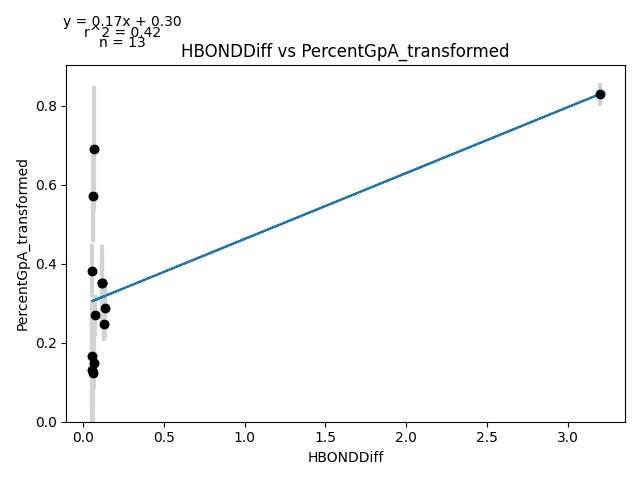 y = 0.17x + 0.30
r^2 = 0.42
n = 13
HBONDDiff vs PercentGpA_transformed
PercentGpA_transformed
0.8
0.6
0.4
0.2
0.0
0.0 0.5 1.0 1.5 2.0 2.5 3.0
HBONDDiff